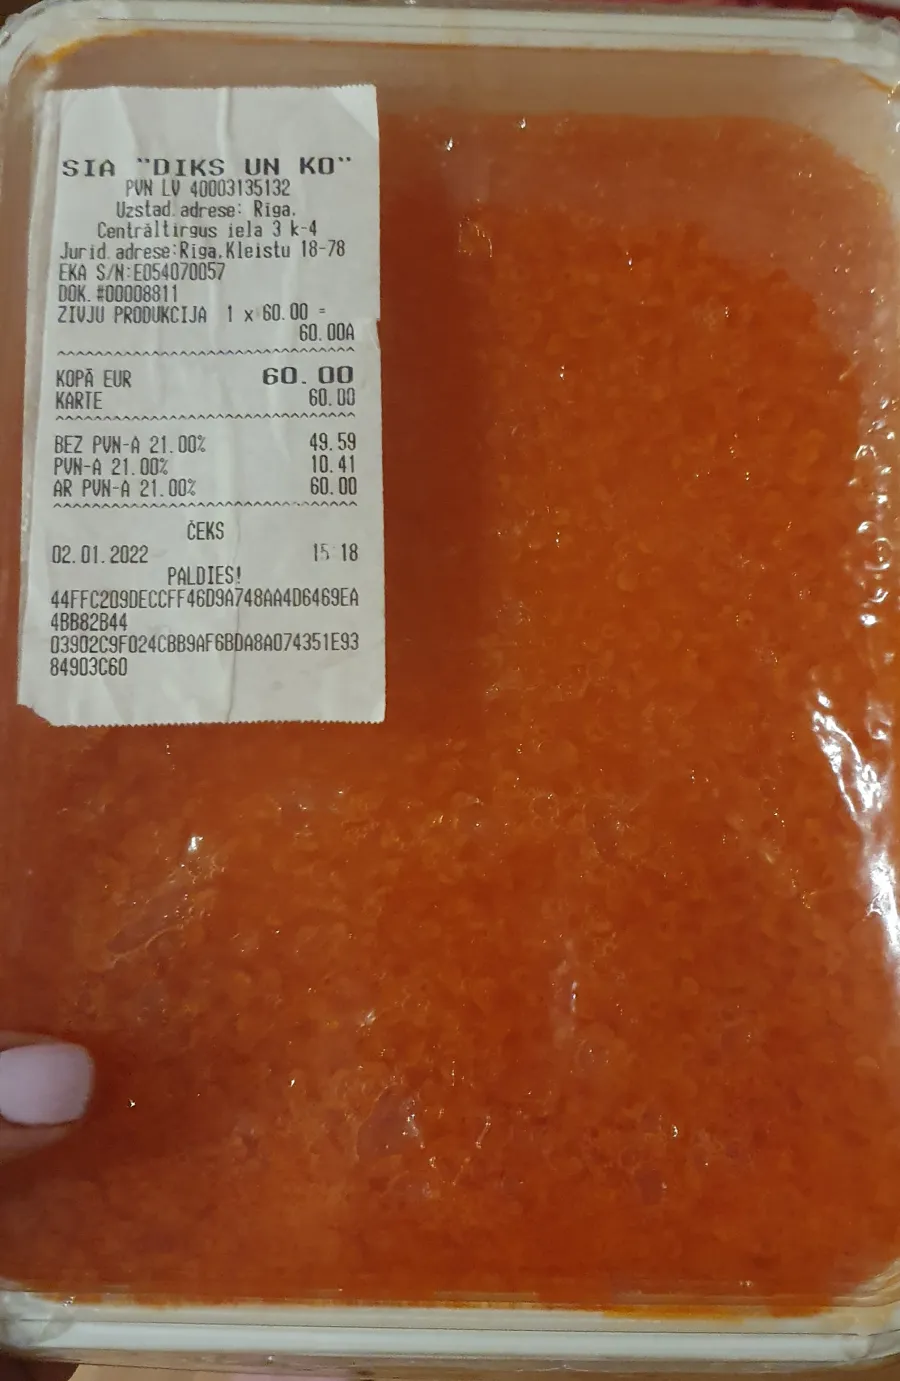 SIA "DIKS UN KO"
PVN LV 40003135132
Uzstad.adrese: Rīga,
Centrāltirgus iela 3 k-4
Jurid.adrese:Rīga,Kleistu 18-78
EKA S/N:E054070057
DOK.#00008811
ZIVJU PRODUKCIJA 1 x 60.00 =
60.00A
KOPĀ EUR 60.00
KARTE 60.00
BEZ PVN-A 21.00% 49.59
PVN-A 21.00% 10.41
AR PVN-A 21.00% 60.00
ČEKS
02.01.2022 15:18
PALDIES!
44FFC209DECCFF46D9A748AA4D6469EA
4BB82B44
03902C9F024CBB9AF6BDA8A074351E93
84903C60